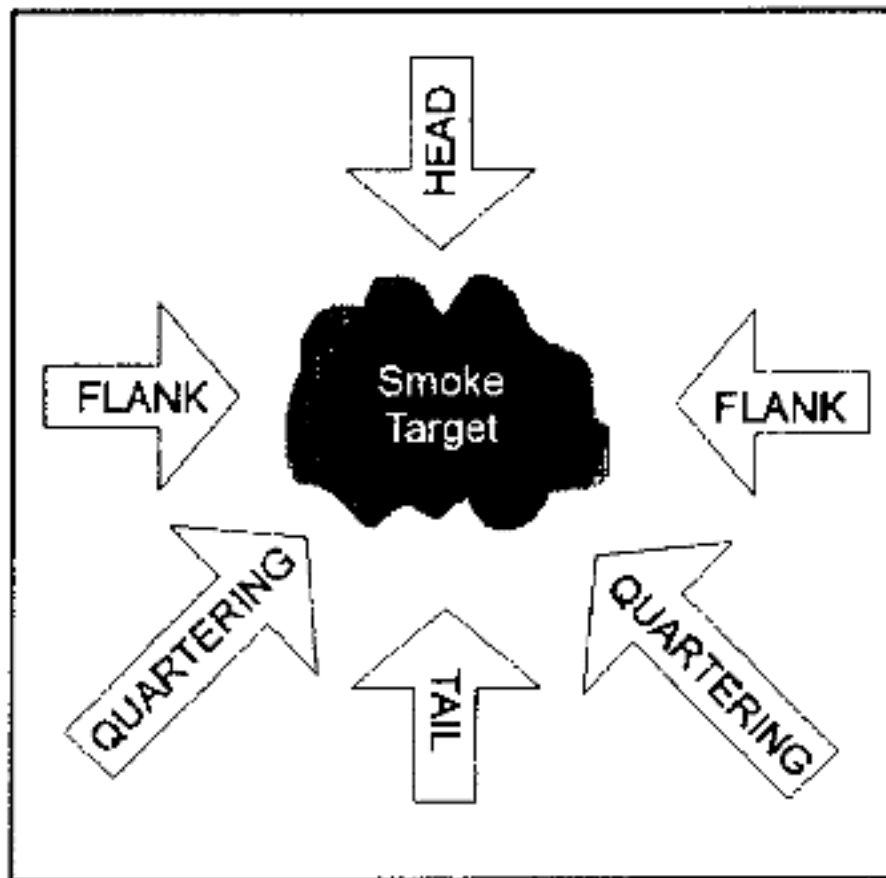 HEAD
FLANK
Smoke
Target
FLANK
QUARTERING
TAIL
QUARTERING